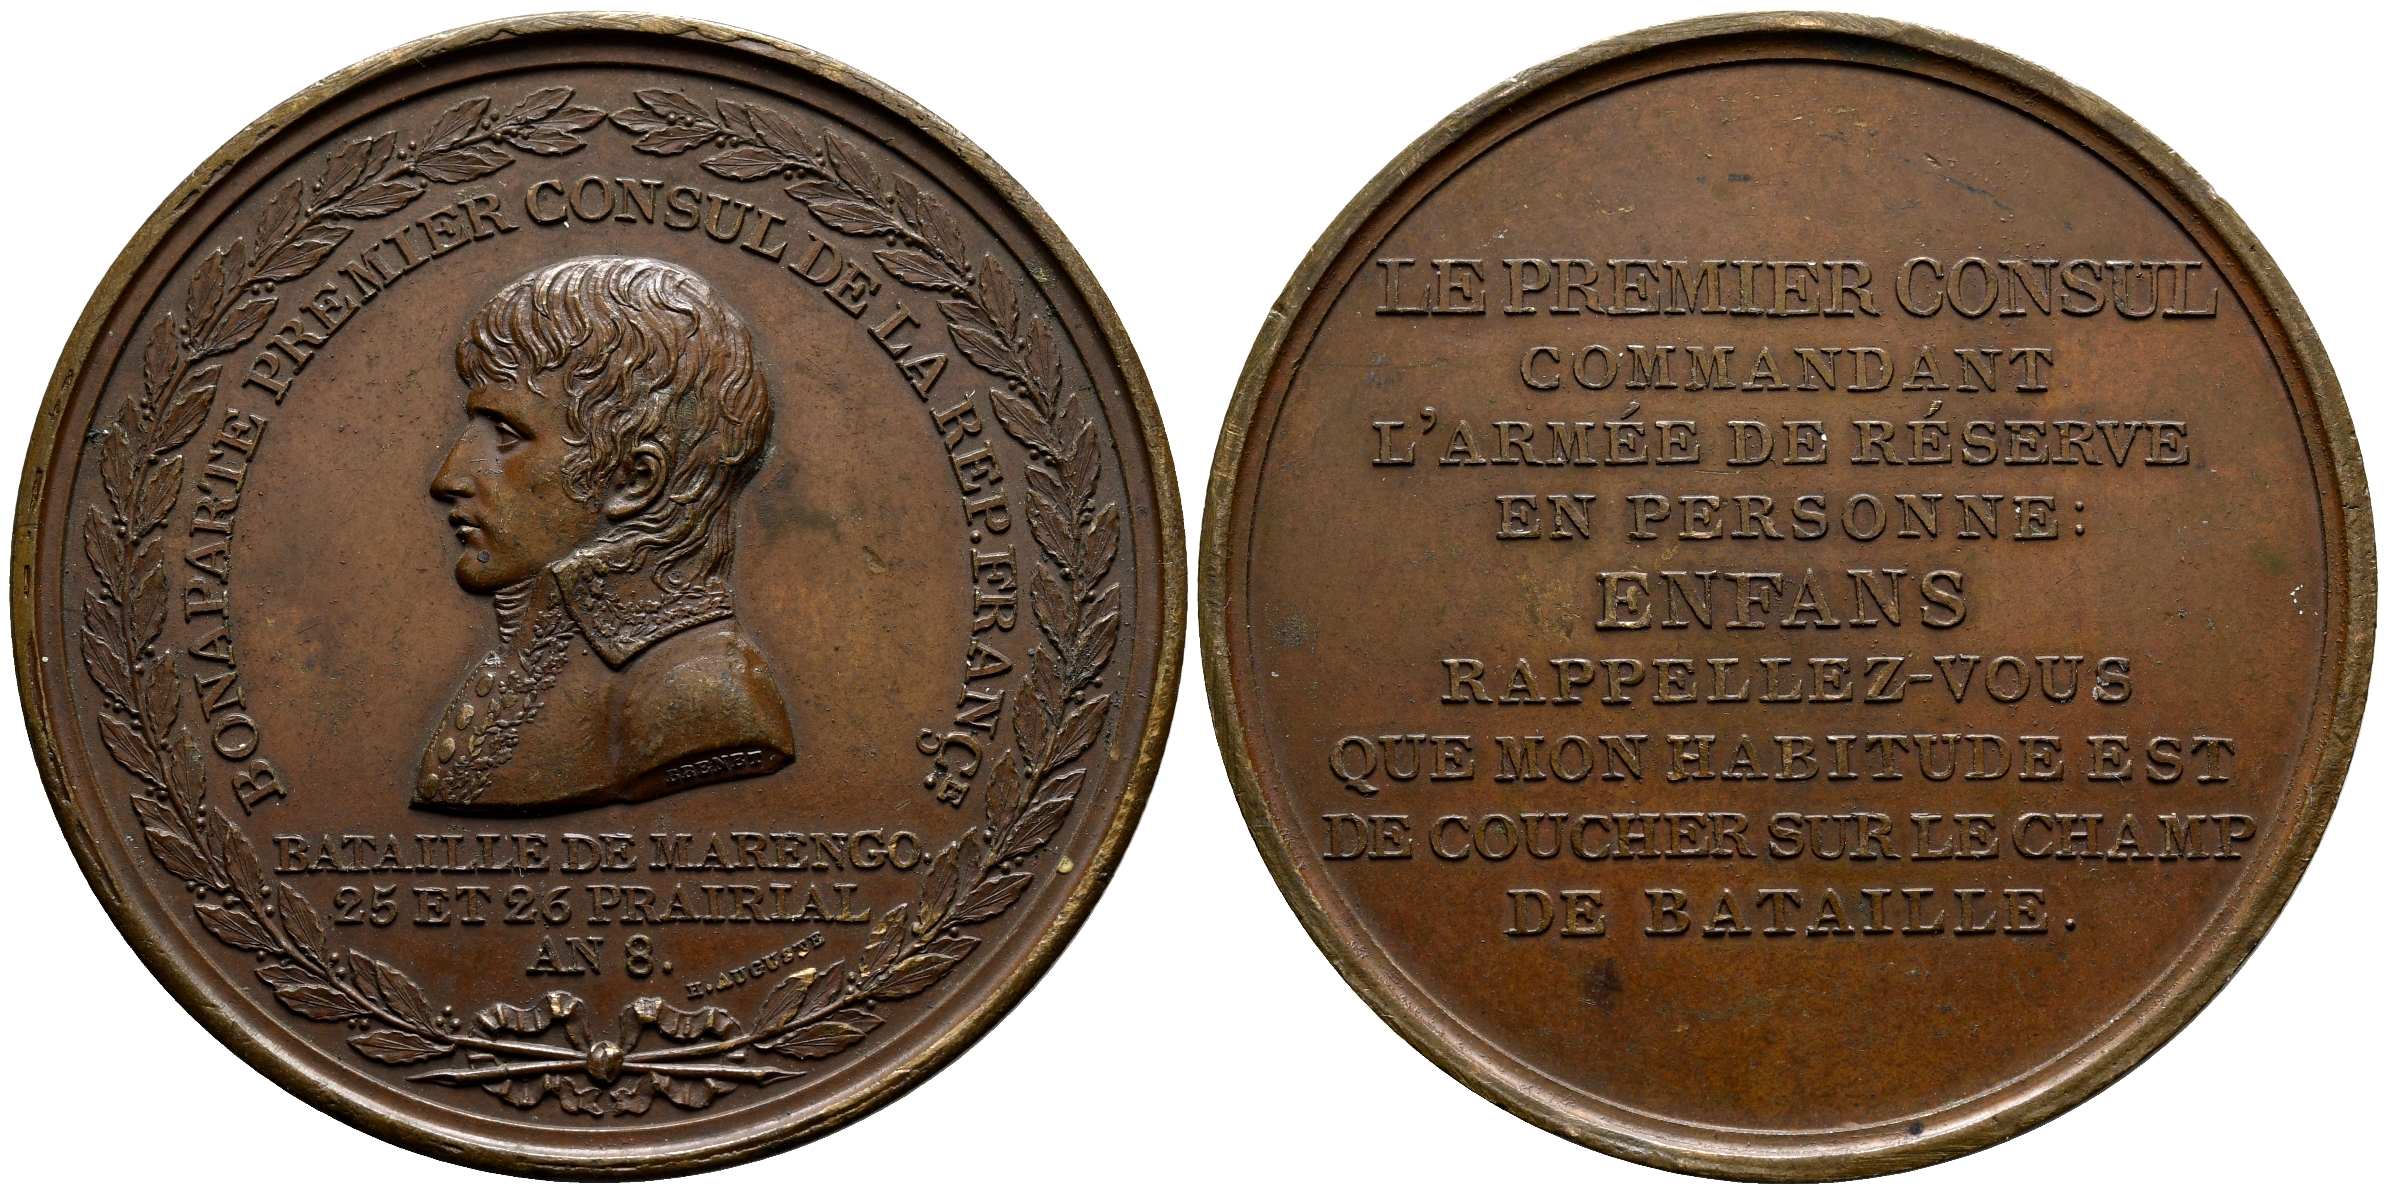 BONAPARTE PREMIER CONSUL DE LA REP. FRANÇSE
BRENET.
BATAILLE DE MARENGO.
25 ET 26 PRAIRIAL
AN 8.
H. AUGUSTE
LE PREMIER CONSUL
COMMANDANT
L'ARMÉE DE RÉSERVE
EN PERSONNE:
ENFANS
RAPPELLEZ-VOUS
QUE MON HABITUDE EST
DE COUCHER SUR LE CHAMP
DE BATAILLE.